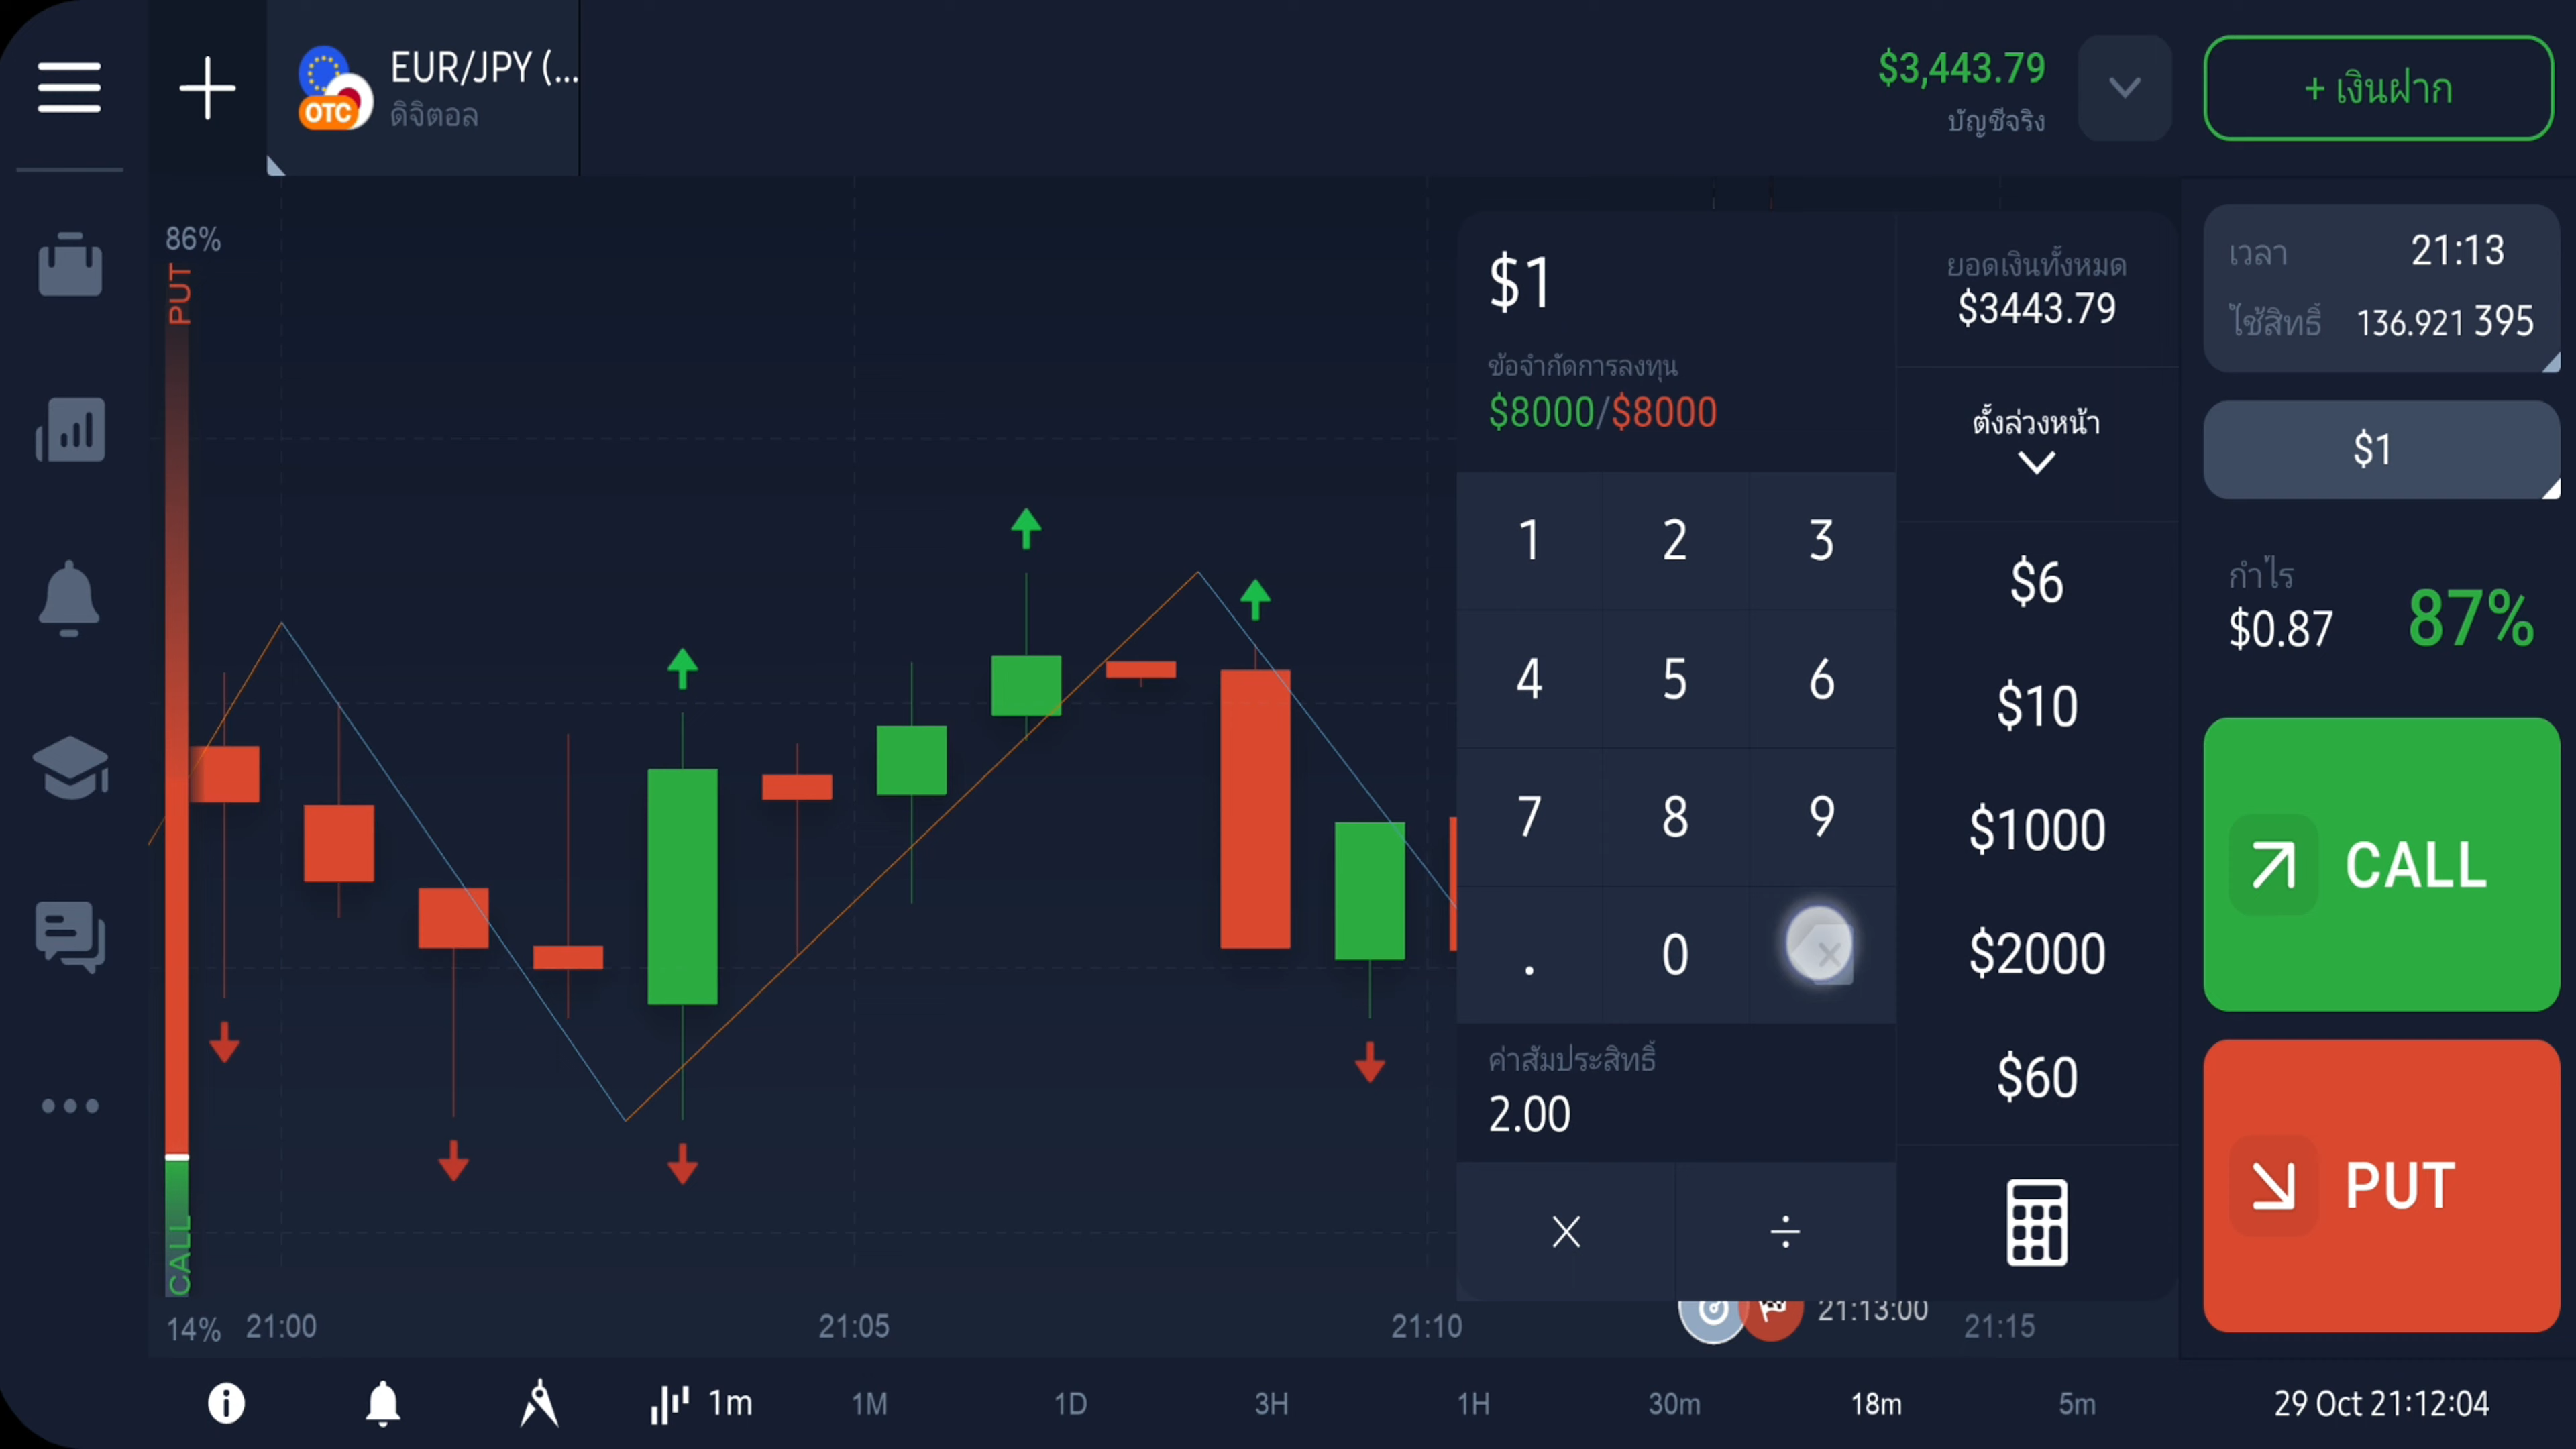 EUR/JPY (...
OTC
ดิจิตอล
$3,443.79
บัญชีจริง
+ เงินฝาก
86%
PUT
CALL
14%
$1
ข้อจำกัดการลงทุน
$8000/$8000
1 2 3
4 5 6
7 8 9
. 0
ค่าสัมประสิทธิ์
2.00
× ÷
ยอดเงินทั้งหมด
$3443.79
ตั้งล่วงหน้า
$6
$10
$1000
$2000
$60
เวลา 21:13
ใช้สิทธิ์ 136.921 395
$1
กำไร
$0.87
87%
CALL
PUT
21:00 21:05 21:10 21:13:00 21:15
1m 1M 1D 3H 1H 30m 18m 5m 29 Oct 21:12:04